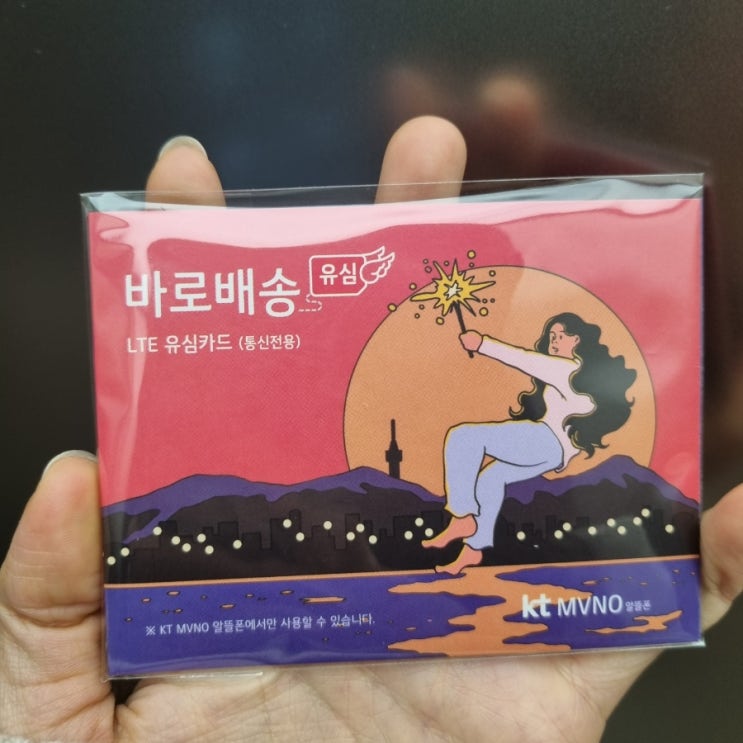 바로배송 유심
LTE 유심카드 (통신전용)
kt MVNO 알뜰폰
※ KT MVNO 알뜰폰에서만 사용할 수 있습니다.